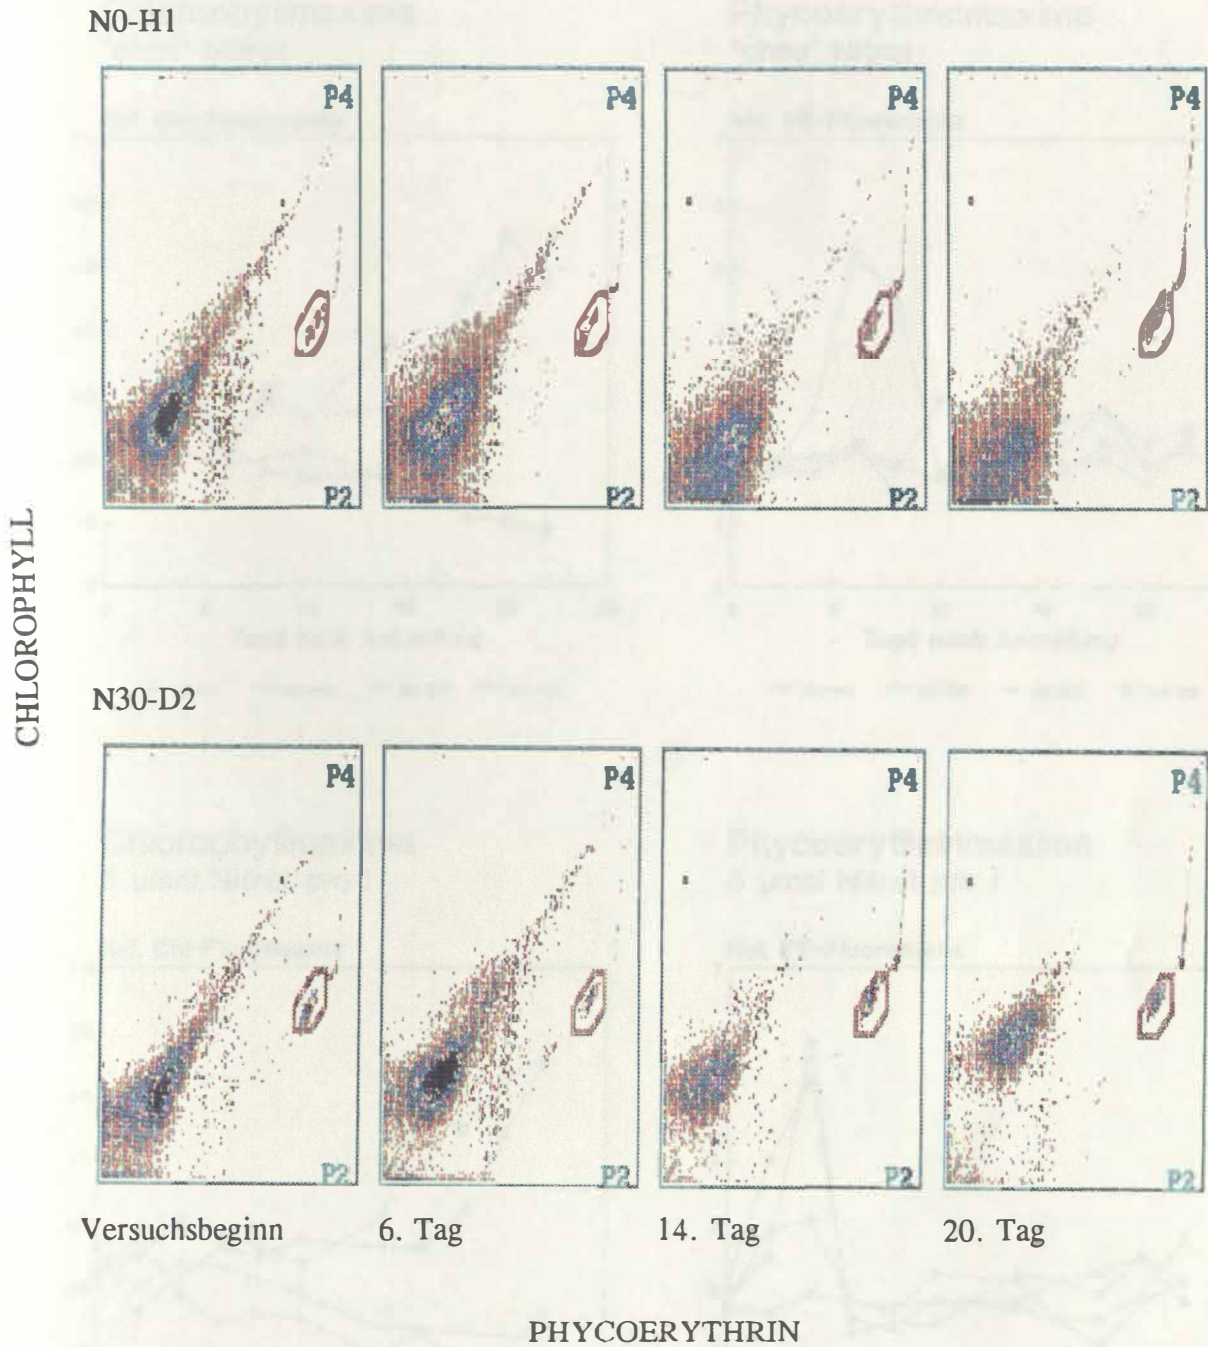 N0-H1
P4 P4 P4 P4
P2 P2 P2 P2
CHLOROPHYLL
N30-D2
P4 P4 P4 P4
P2 P2 P2 P2
Versuchsbeginn 6. Tag 14. Tag 20. Tag
PHYCOERYTHRIN